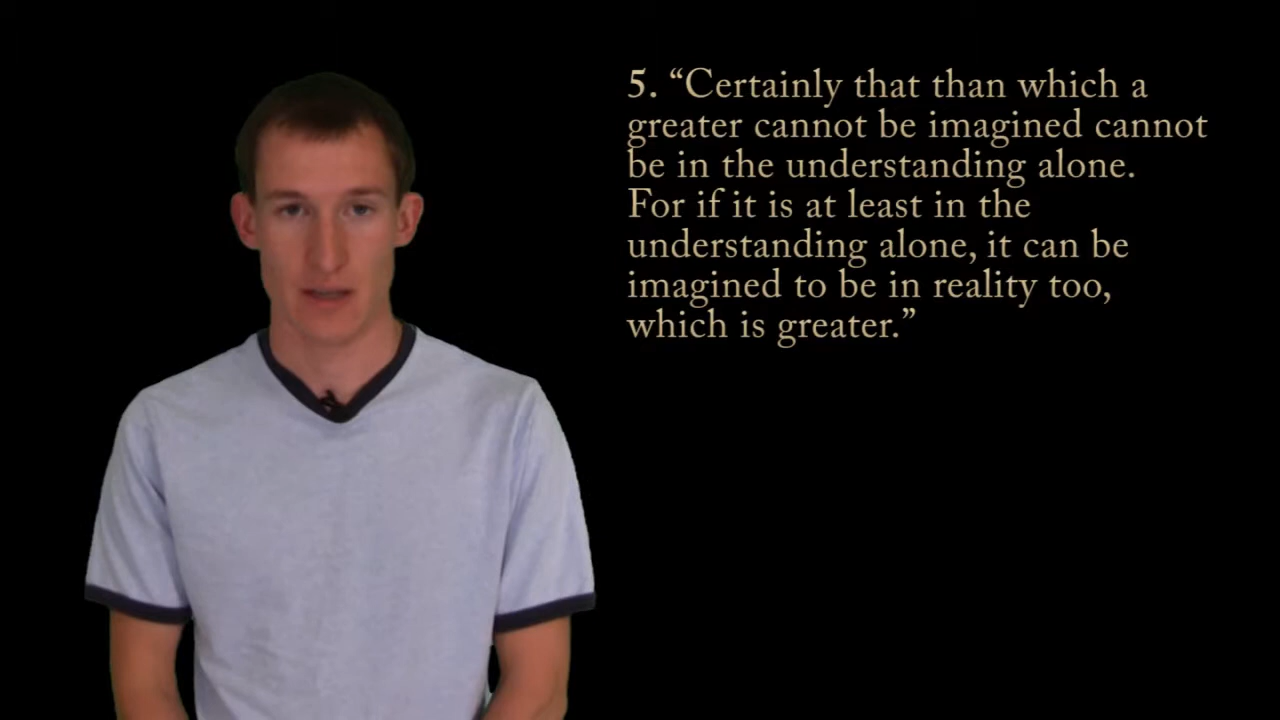 5. “Certainly that than which a
greater cannot be imagined cannot
be in the understanding alone.
For if it is at least in the
understanding alone, it can be
imagined to be in reality too,
which is greater.”